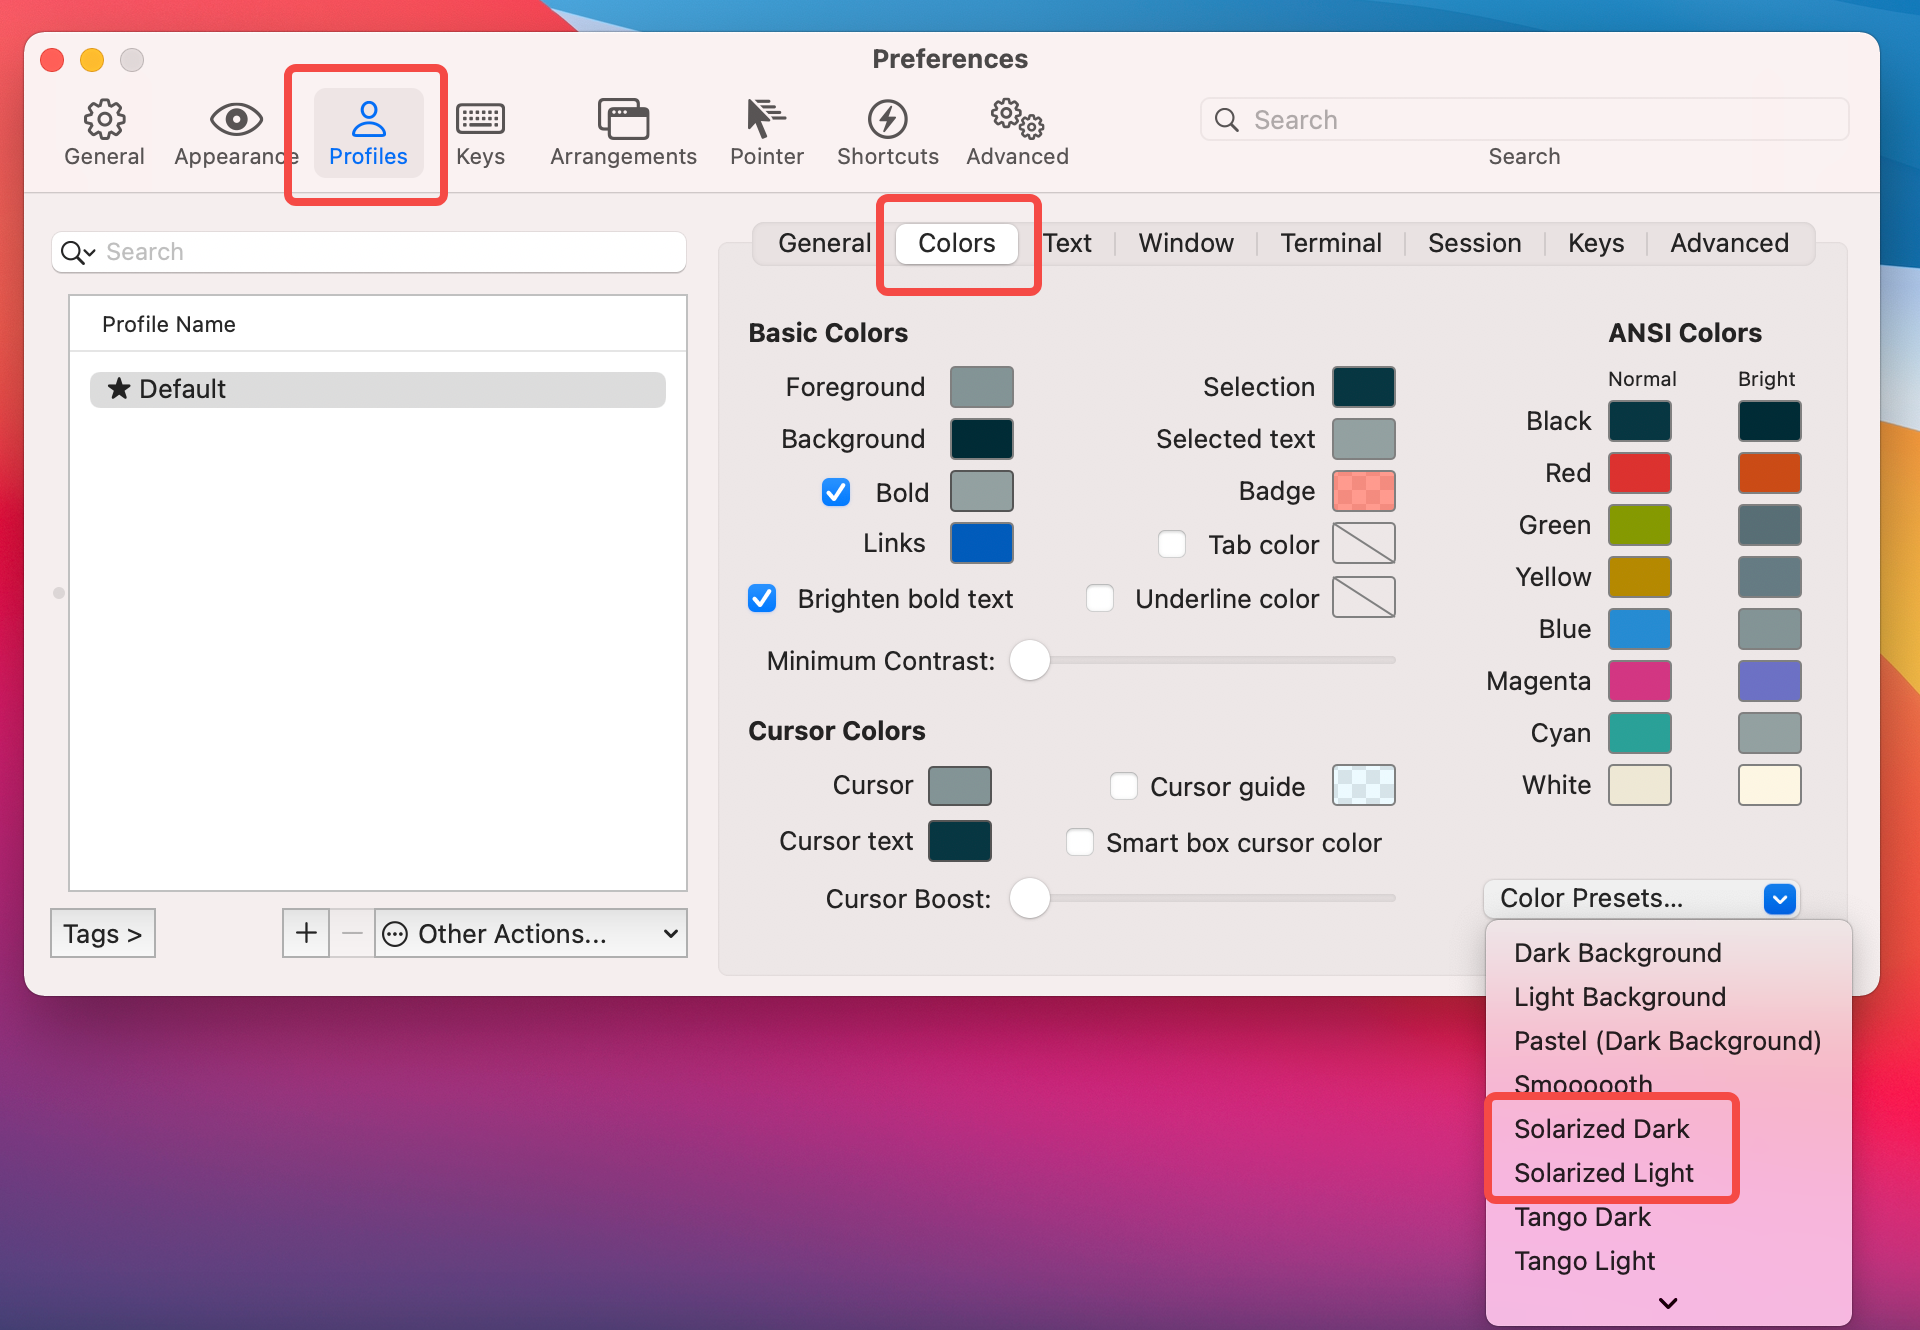 Preferences
General
Appearance
Profiles
Keys
Arrangements
Pointer
Shortcuts
Advanced
Search
Search
Search
Profile Name
★ Default
Tags >
+
−
Other Actions...
General
Colors
Text
Window
Terminal
Session
Keys
Advanced
Basic Colors
Foreground
Background
Bold
Links
Brighten bold text
Selection
Selected text
Badge
Tab color
Underline color
Minimum Contrast:
Cursor Colors
Cursor
Cursor text
Cursor guide
Smart box cursor color
Cursor Boost:
ANSI Colors
Normal Bright
Black
Red
Green
Yellow
Blue
Magenta
Cyan
White
Color Presets...
Dark Background
Light Background
Pastel (Dark Background)
Smoooooth
Solarized Dark
Solarized Light
Tango Dark
Tango Light